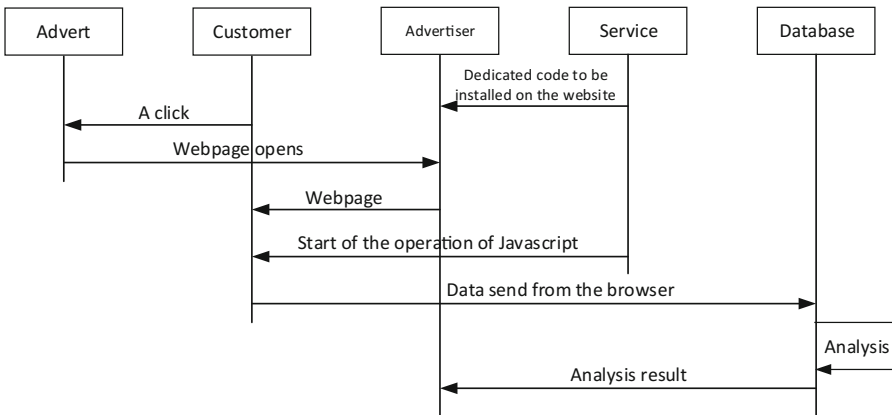 Advert
Customer
Advertiser
Service
Database
Dedicated code to be
installed on the website
A click
Webpage opens
Webpage
Start of the operation of Javascript
Data send from the browser
Analysis
Analysis result